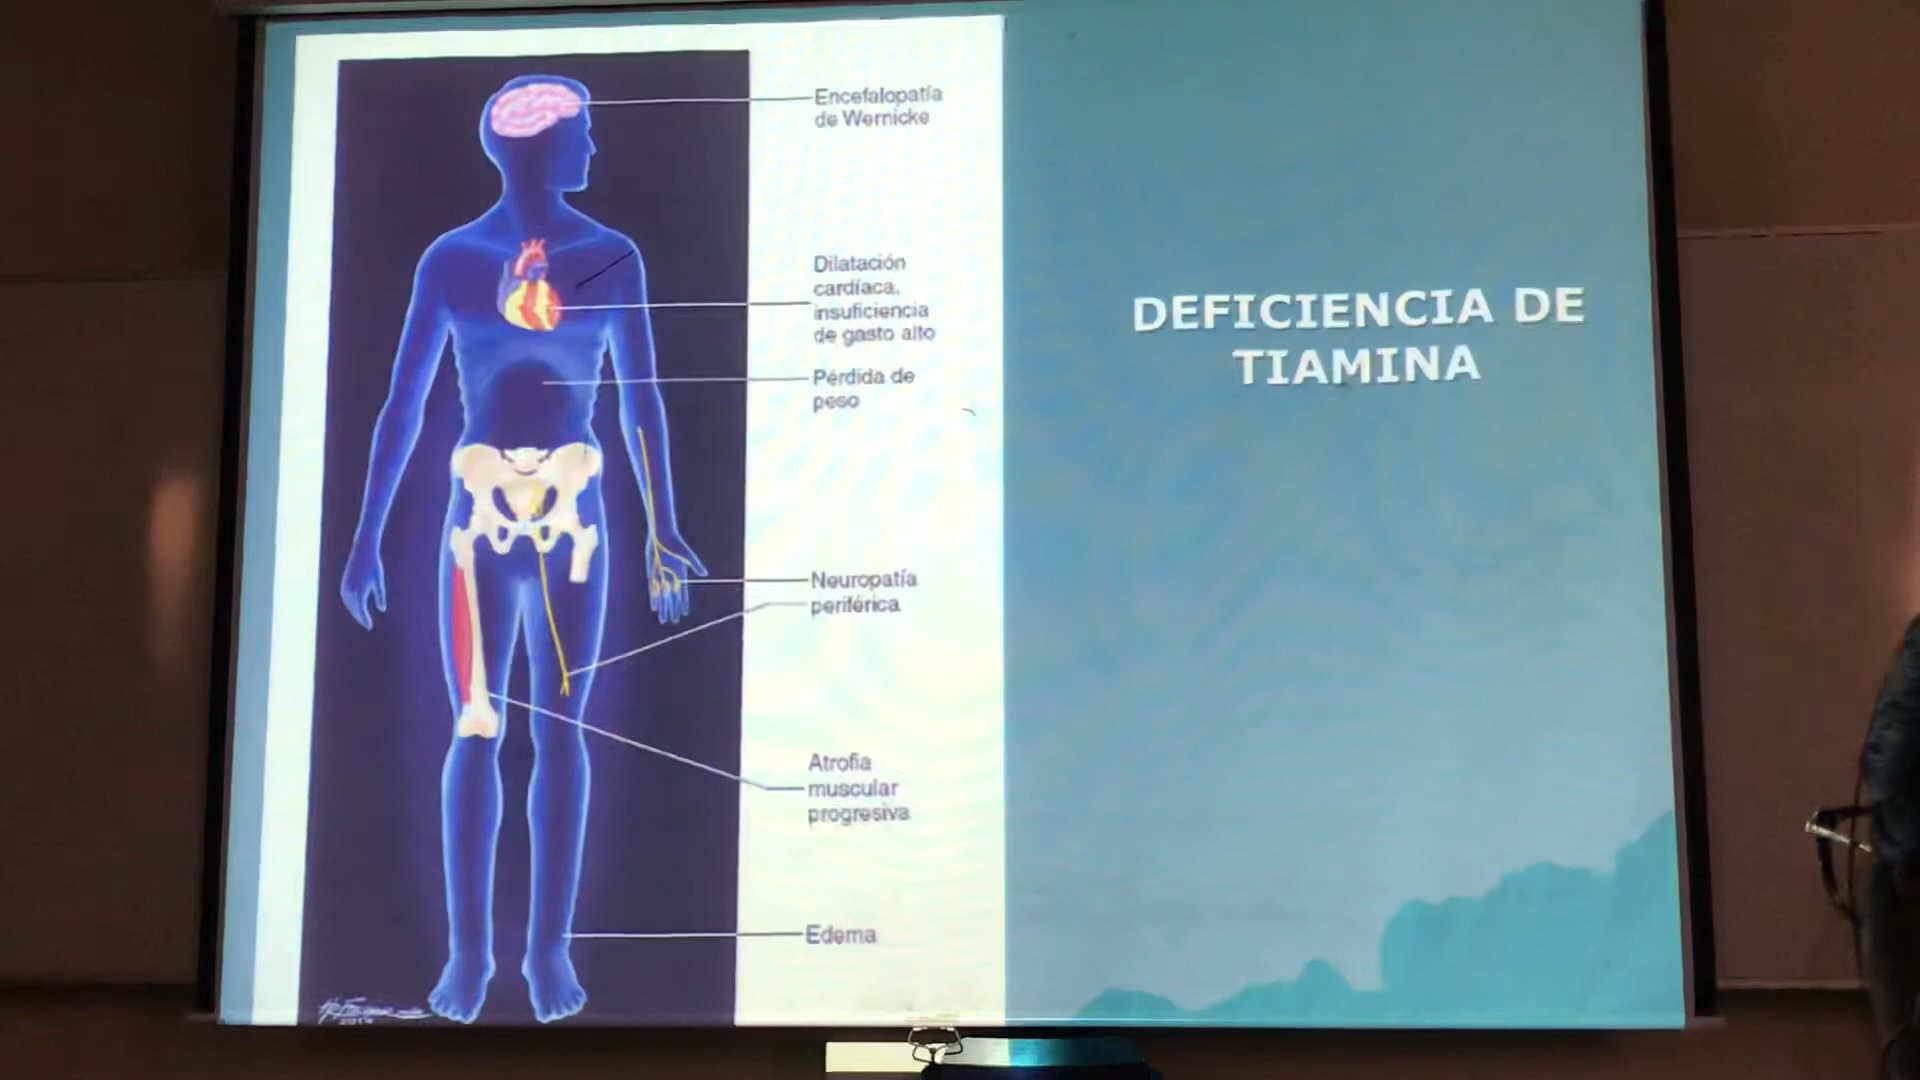 Encefalopatía
de Wernicke
Dilatación
cardíaca,
insuficiencia
de gasto alto
Pérdida de
peso
Neuropatía
periférica
Atrofia
muscular
progresiva
Edema
DEFICIENCIA DE
TIAMINA